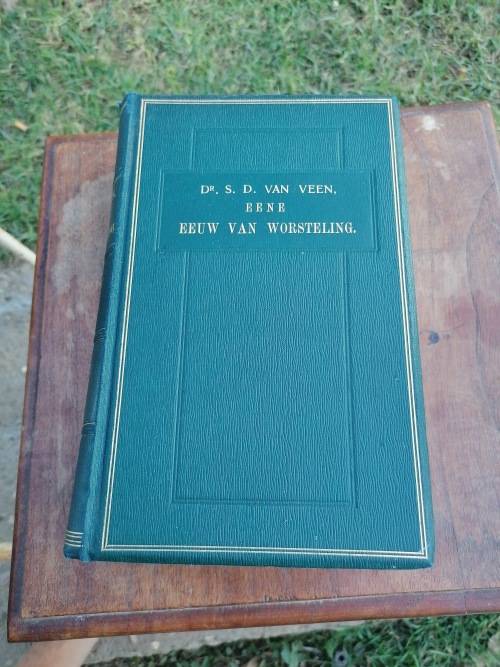 DR. S. D. VAN VEEN,
EENE
EEUW VAN WORSTELING.